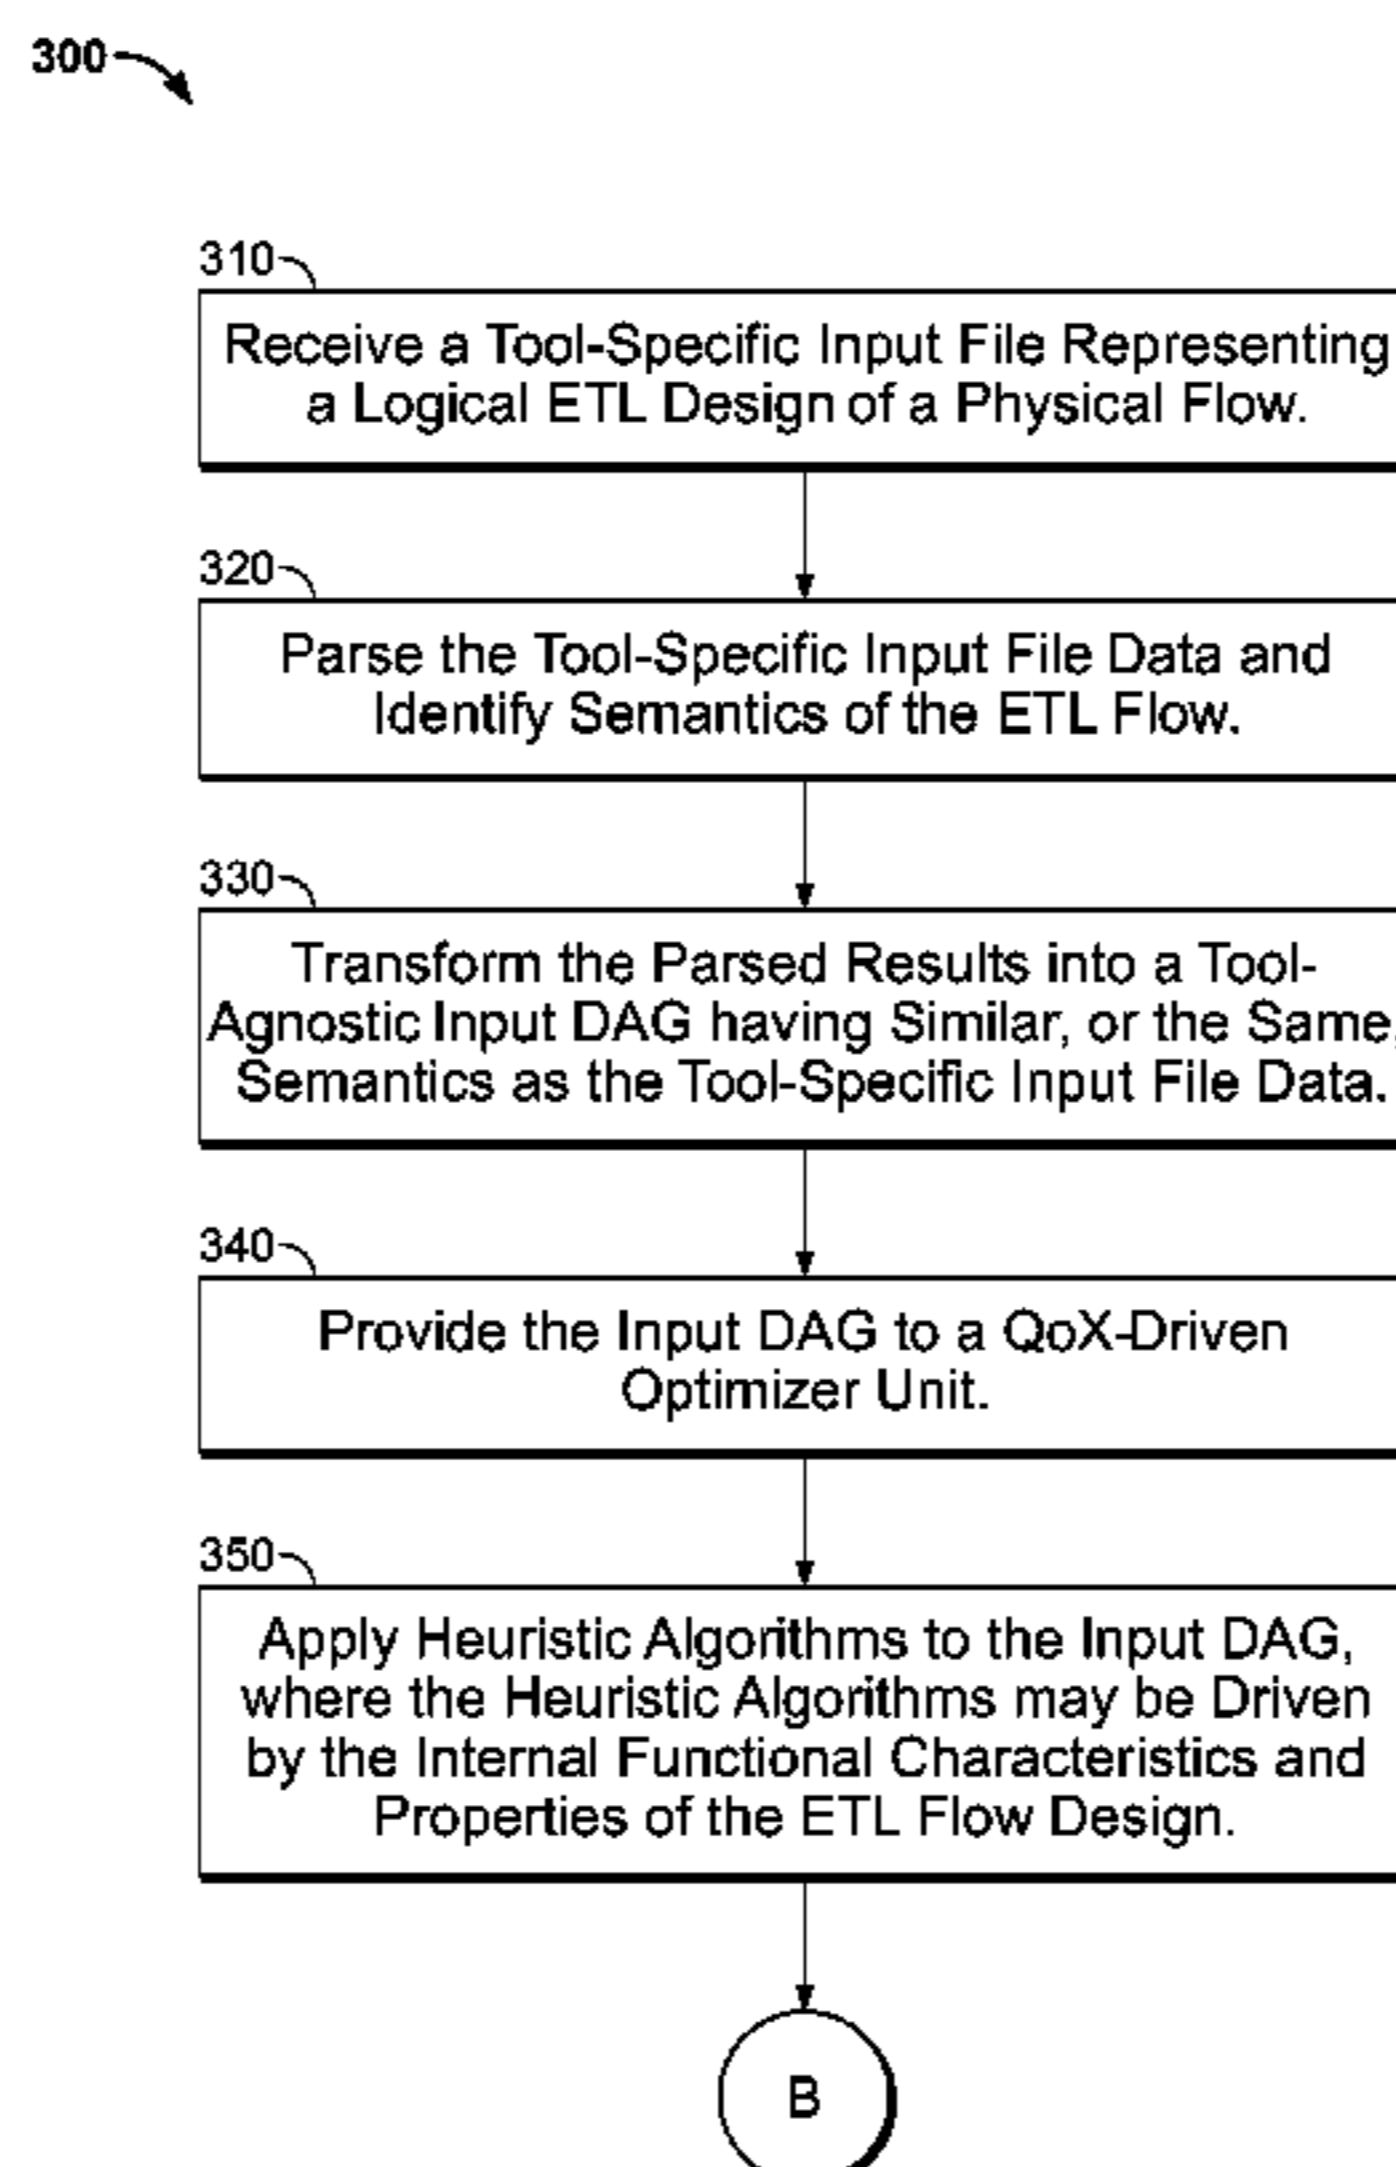 300
310
Receive a Tool-Specific Input File Representing
a Logical ETL Design of a Physical Flow.
320
Parse the Tool-Specific Input File Data and
Identify Semantics of the ETL Flow.
330
Transform the Parsed Results into a Tool-
Agnostic Input DAG having Similar, or the Same,
Semantics as the Tool-Specific Input File Data.
340
Provide the Input DAG to a QoX-Driven
Optimizer Unit.
350
Apply Heuristic Algorithms to the Input DAG,
where the Heuristic Algorithms may be Driven
by the Internal Functional Characteristics and
Properties of the ETL Flow Design.
B